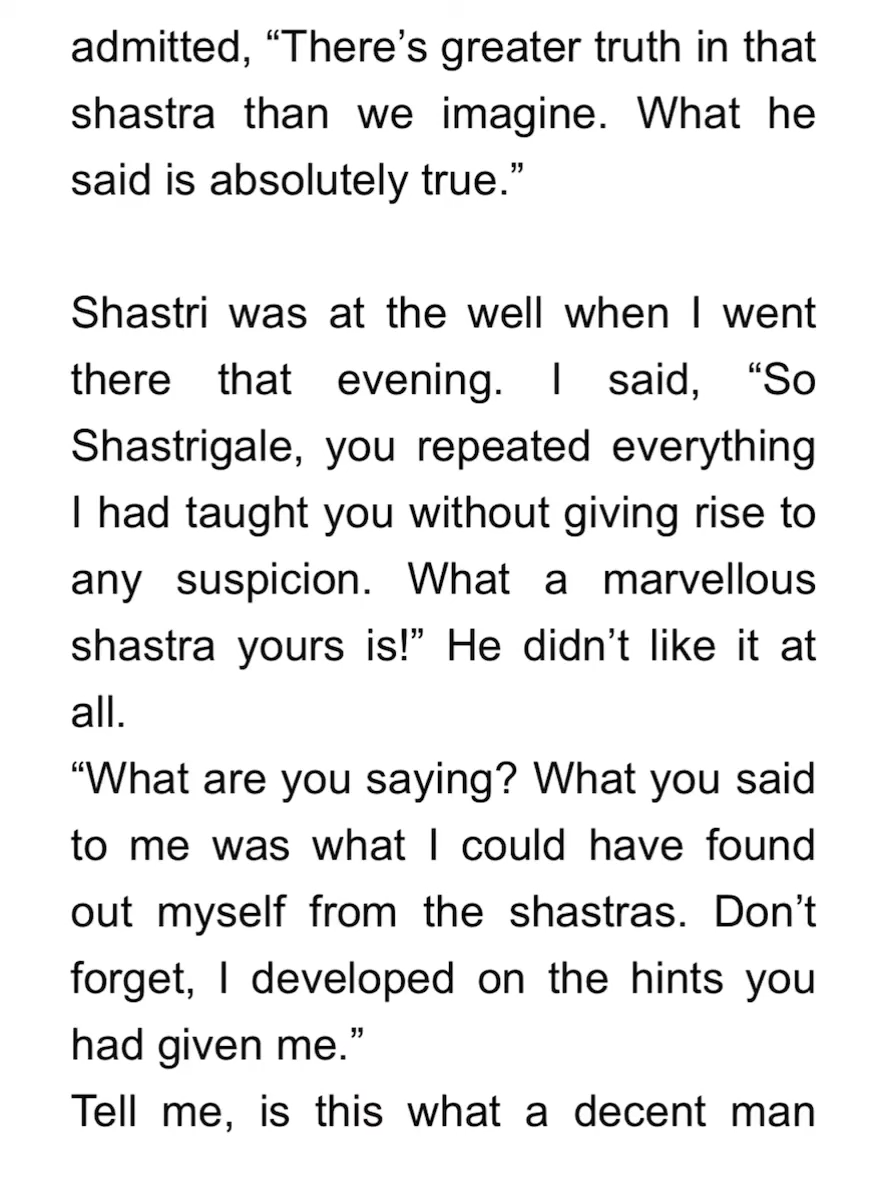 admitted, “There’s greater truth in that
shastra than we imagine. What he
said is absolutely true.”
Shastri was at the well when I went
there that evening. I said, “So
Shastrigale, you repeated everything
I had taught you without giving rise to
any suspicion. What a marvellous
shastra yours is!” He didn’t like it at
all.
“What are you saying? What you said
to me was what I could have found
out myself from the shastras. Don’t
forget, I developed on the hints you
had given me.”
Tell me, is this what a decent man